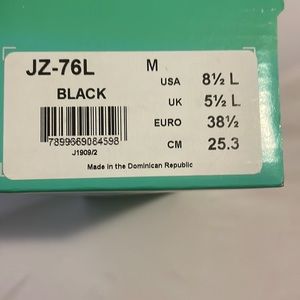 JZ-76L
BLACK
7899669084598
J1909/2
M
USA 8½ L
UK 5½ L
EURO 38½
CM 25.3
Made in the Dominican Republic